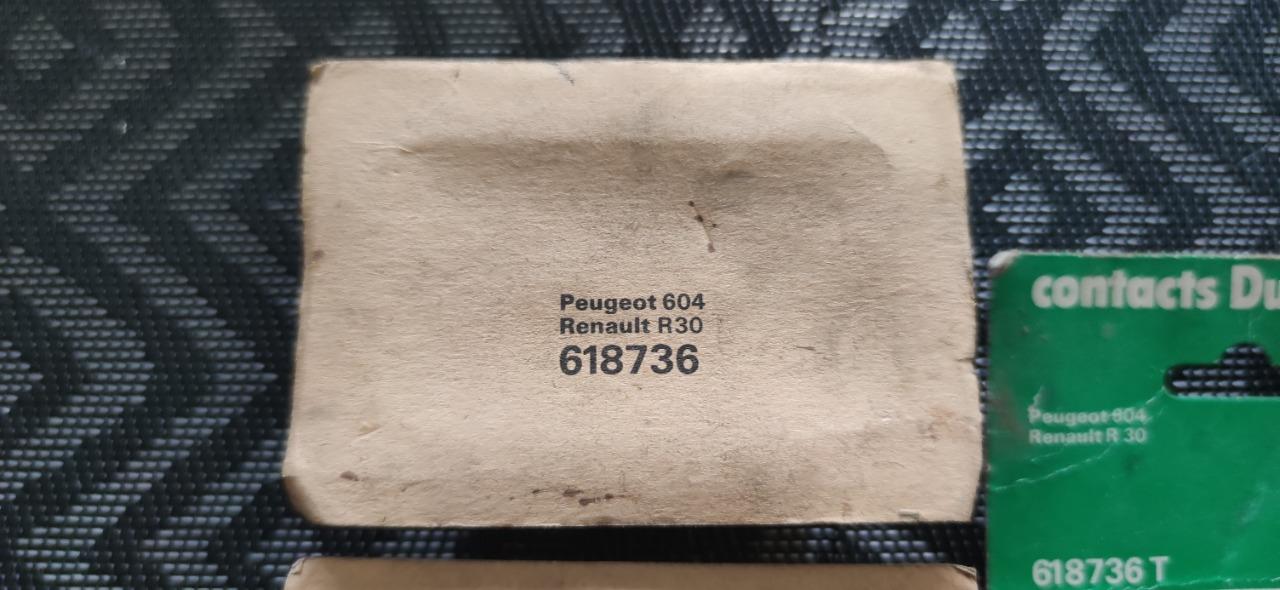 Peugeot 604
Renault R30
618736
contacts Du
Peugeot 604
Renault R 30
618736 T